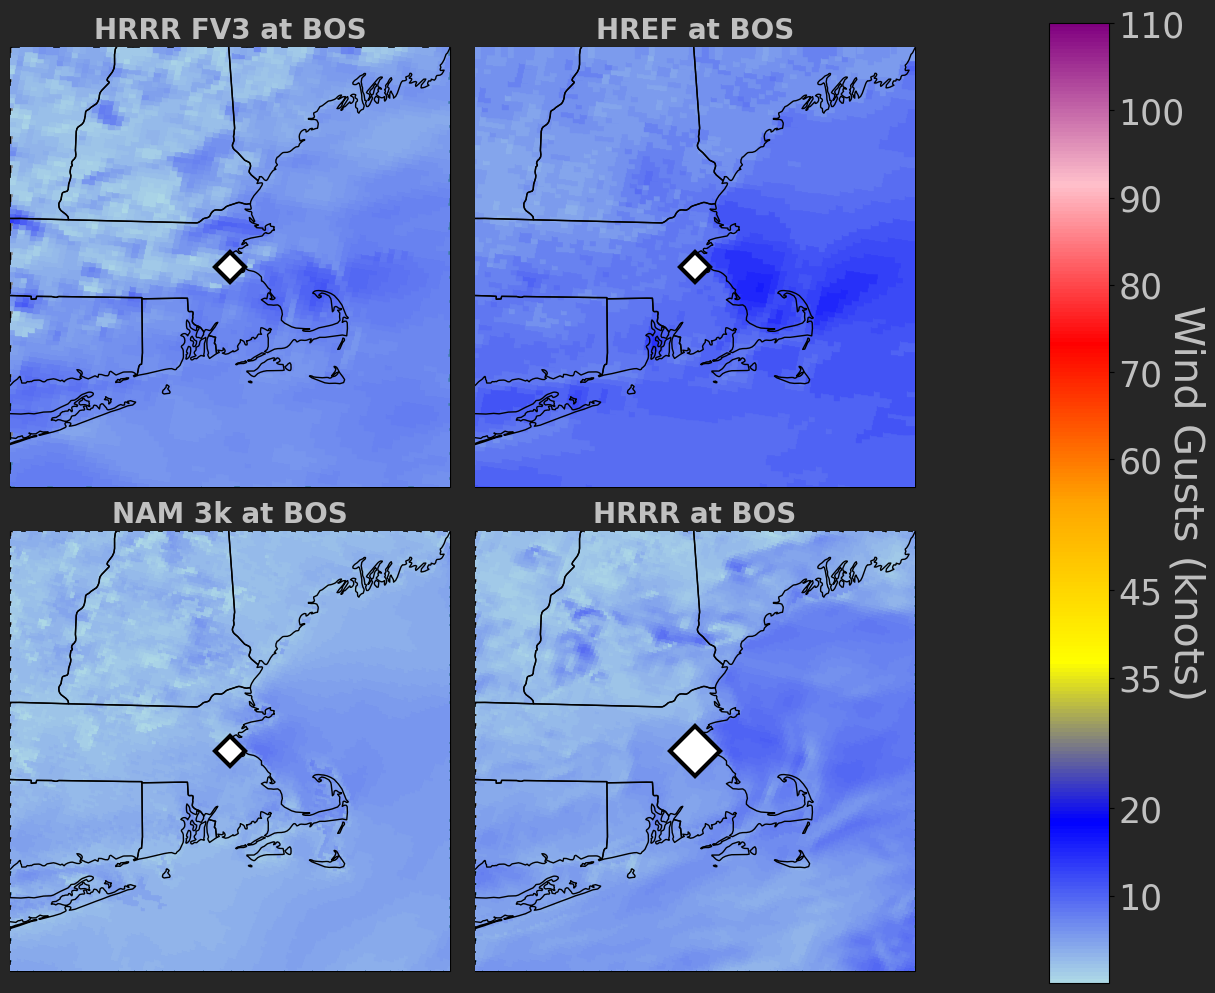 HRRR FV3 at BOS
HREF at BOS
NAM 3k at BOS
HRRR at BOS
110
100
90
80
70
60
45
35
20
10
Wind Gusts (knots)